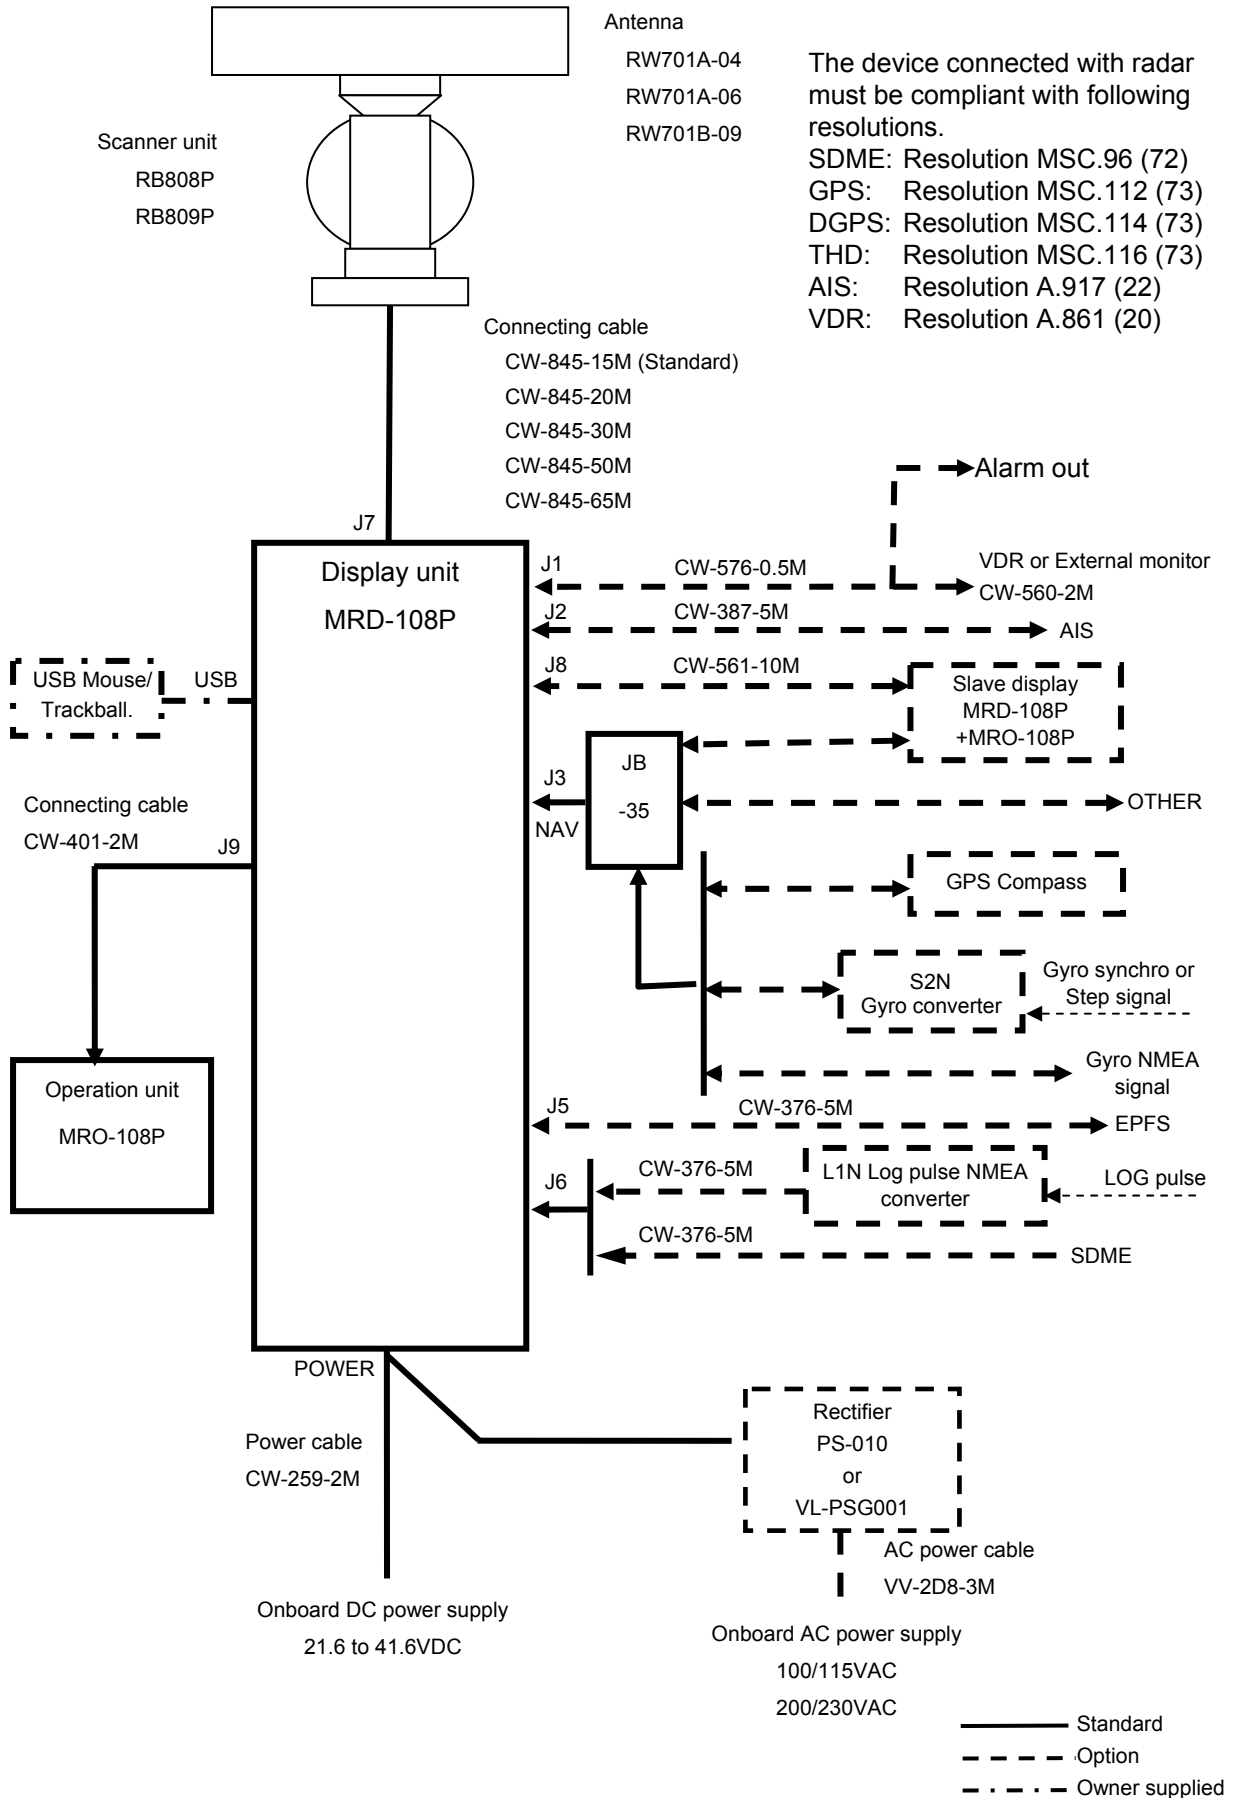 Antenna
RW701A-04
RW701A-06
RW701B-09
The device connected with radar
must be compliant with following
resolutions.
SDME: Resolution MSC.96 (72)
GPS: Resolution MSC.112 (73)
DGPS: Resolution MSC.114 (73)
THD: Resolution MSC.116 (73)
AIS: Resolution A.917 (22)
VDR: Resolution A.861 (20)
Scanner unit
RB808P
RB809P
Connecting cable
CW-845-15M (Standard)
CW-845-20M
CW-845-30M
CW-845-50M
CW-845-65M
Alarm out
J7
Display unit
MRD-108P
J1
CW-576-0.5M
VDR or External monitor
CW-560-2M
J2
CW-387-5M
AIS
J8
CW-561-10M
Slave display
MRD-108P
+MRO-108P
USB Mouse/
Trackball.
USB
JB
-35
J3
NAV
OTHER
Connecting cable
CW-401-2M
J9
GPS Compass
S2N
Gyro converter
Gyro synchro or
Step signal
Gyro NMEA
signal
Operation unit
MRO-108P
J5
CW-376-5M
EPFS
J6
CW-376-5M
L1N Log pulse NMEA
converter
LOG pulse
CW-376-5M
SDME
POWER
Power cable
CW-259-2M
Rectifier
PS-010
or
VL-PSG001
AC power cable
VV-2D8-3M
Onboard DC power supply
21.6 to 41.6VDC
Onboard AC power supply
100/115VAC
200/230VAC
Standard
Option
Owner supplied